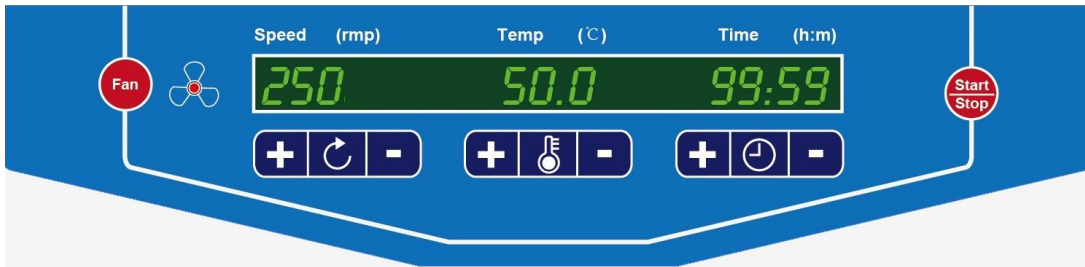 Speed (rmp) Temp (℃) Time (h:m)
Fan
250 50.0 99:59
Start
Stop
+ - + - + -